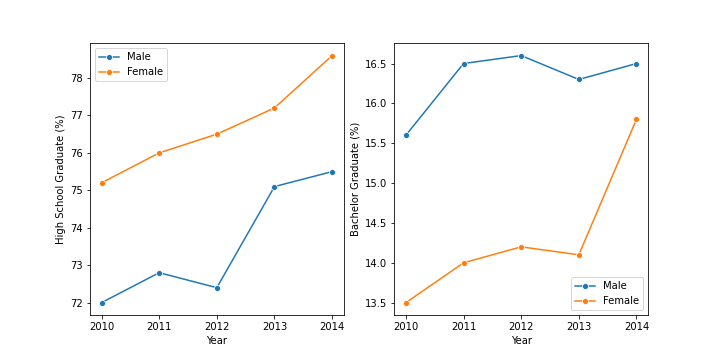 Male
Female
High School Graduate (%)
78
77
76
75
74
73
72
2010 2011 2012 2013 2014
Year
Bachelor Graduate (%)
16.5
16.0
15.5
15.0
14.5
14.0
13.5
Male
Female
2010 2011 2012 2013 2014
Year